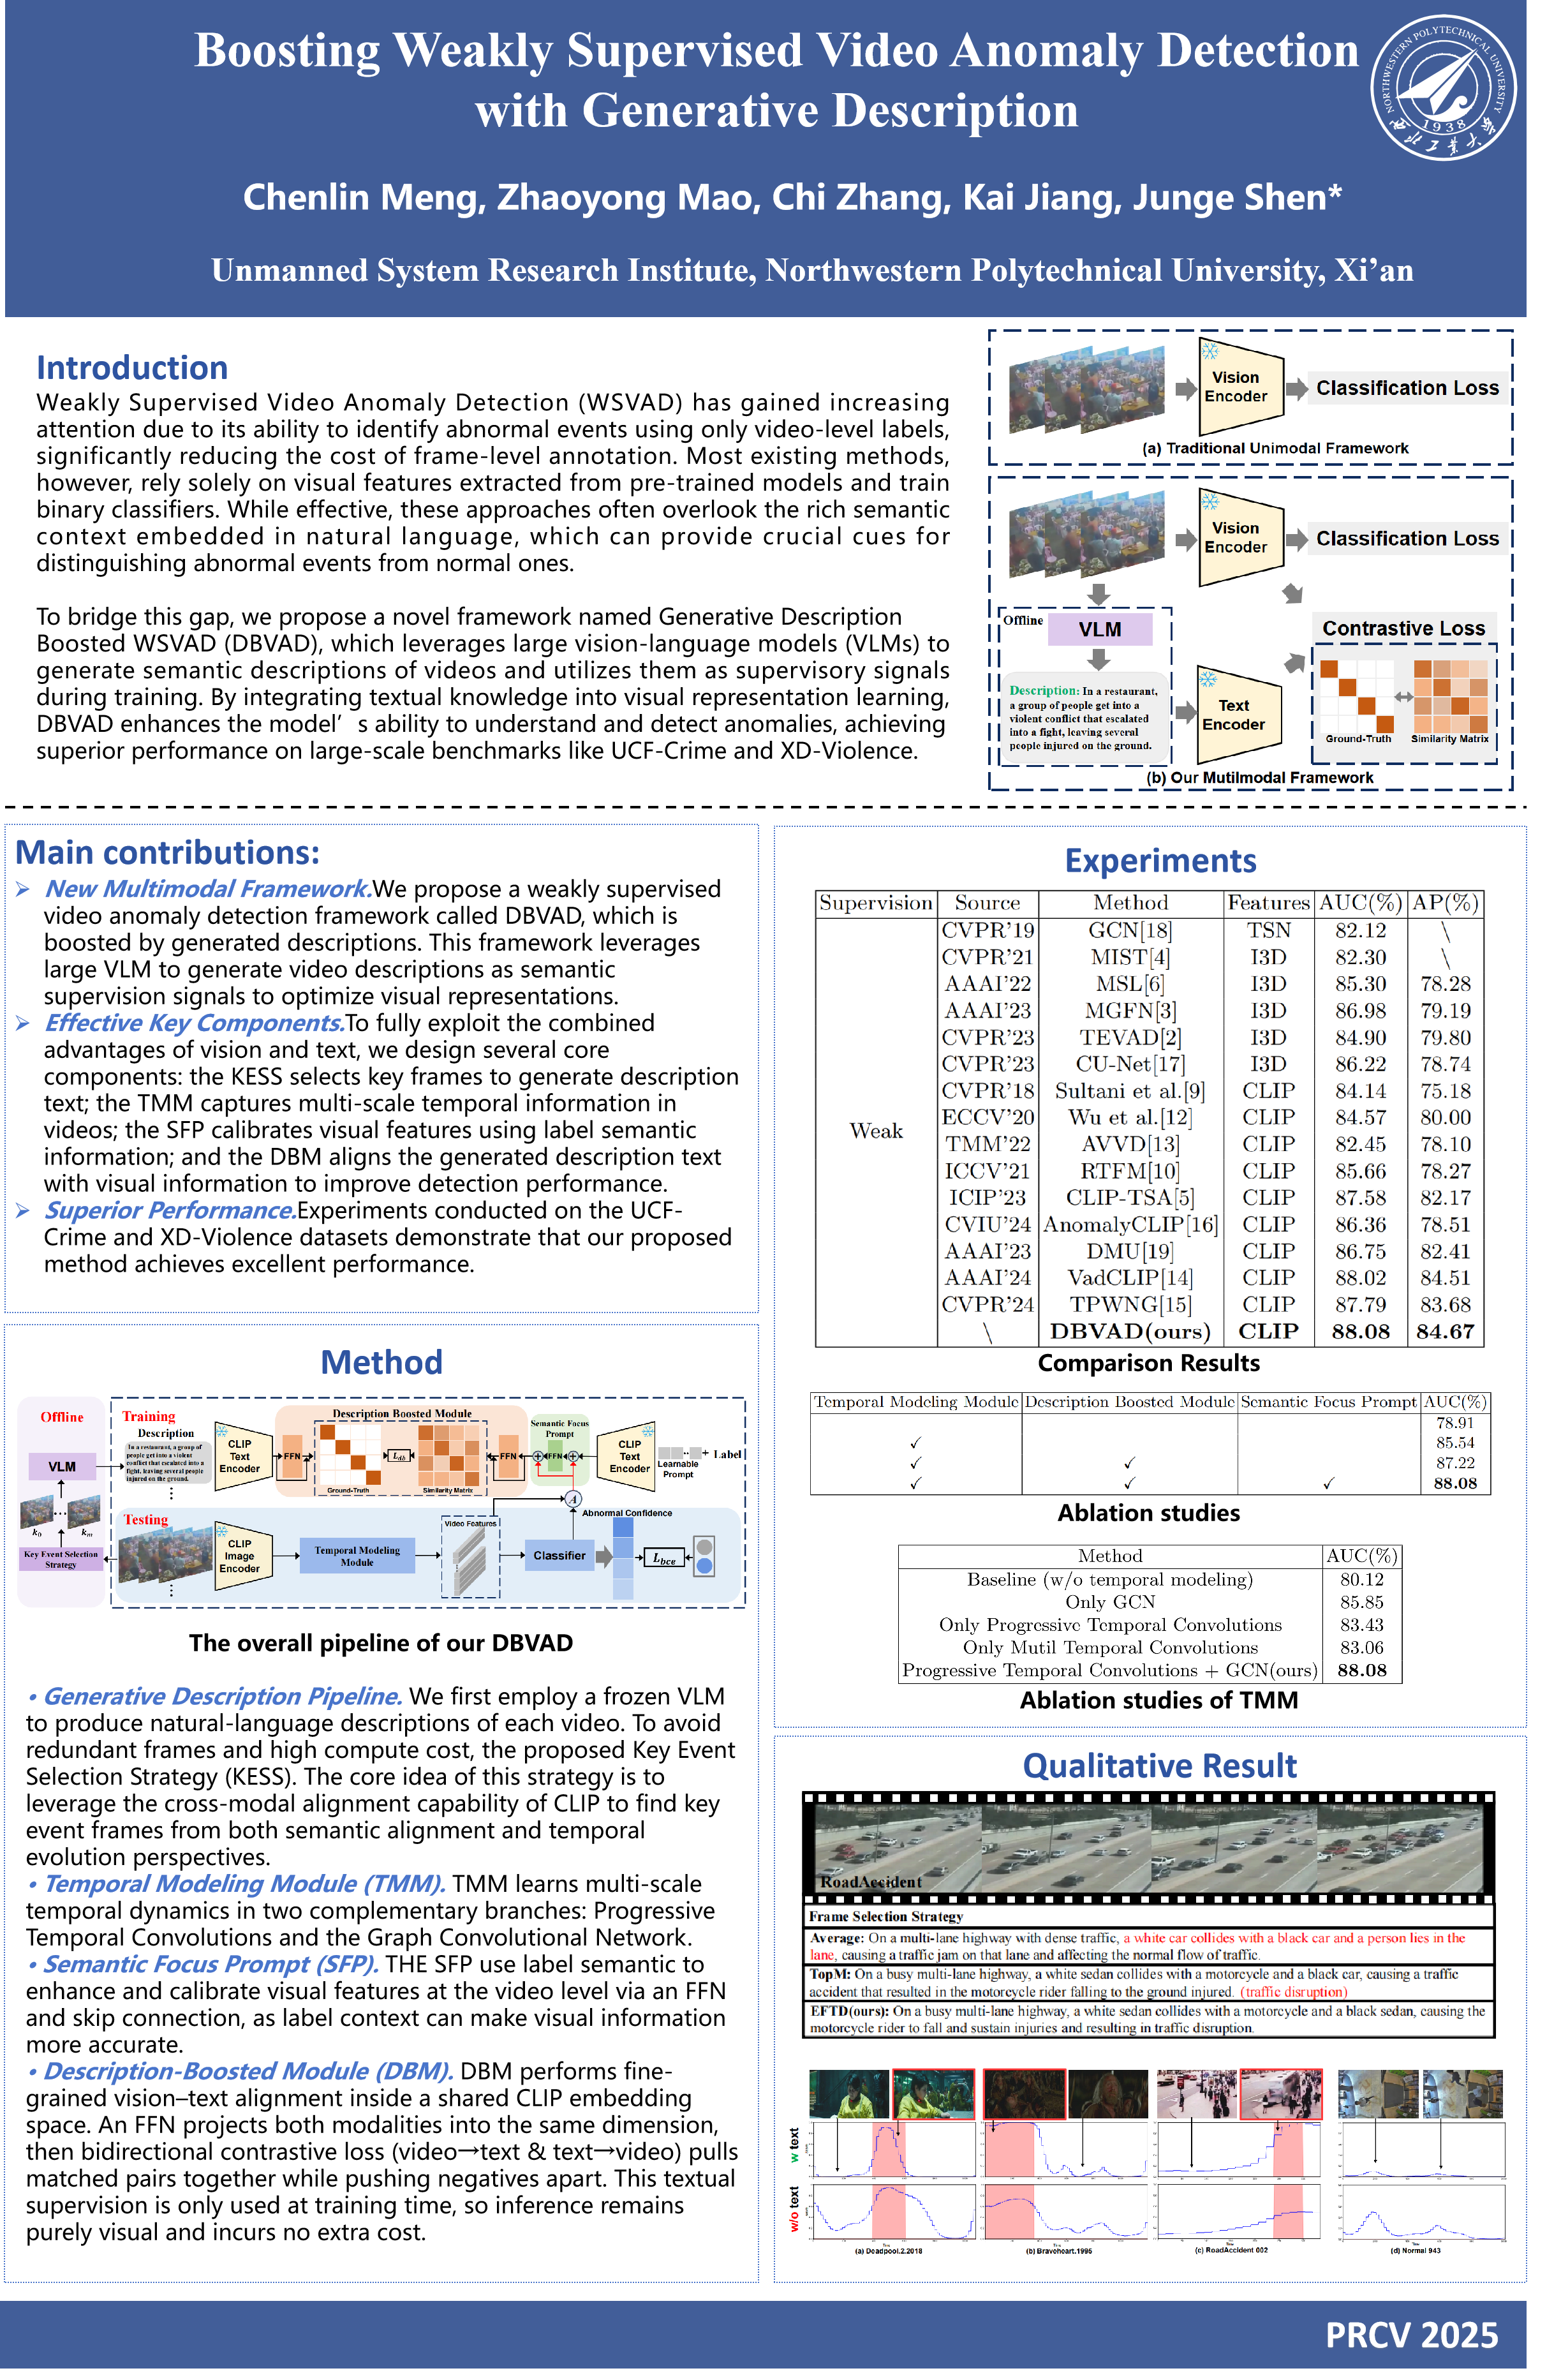 Boosting Weakly Supervised Video Anomaly Detection
with Generative Description
NORTHWESTERN POLYTECHNICAL UNIVERSITY
1938
西北工业大学
Chenlin Meng, Zhaoyong Mao, Chi Zhang, Kai Jiang, Junge Shen*
Unmanned System Research Institute, Northwestern Polytechnical University, Xi’an
Introduction
Weakly Supervised Video Anomaly Detection (WSVAD) has gained increasing
attention due to its ability to identify abnormal events using only video-level labels,
significantly reducing the cost of frame-level annotation. Most existing methods,
however, rely solely on visual features extracted from pre-trained models and train
binary classifiers. While effective, these approaches often overlook the rich semantic
context embedded in natural language, which can provide crucial cues for
distinguishing abnormal events from normal ones.
To bridge this gap, we propose a novel framework named Generative Description
Boosted WSVAD (DBVAD), which leverages large vision-language models (VLMs) to
generate semantic descriptions of videos and utilizes them as supervisory signals
during training. By integrating textual knowledge into visual representation learning,
DBVAD enhances the model’ s ability to understand and detect anomalies, achieving
superior performance on large-scale benchmarks like UCF-Crime and XD-Violence.
Vision
Encoder
Classification Loss
(a) Traditional Unimodal Framework
Vision
Encoder
Classification Loss
Offline
VLM
Contrastive Loss
Description: In a restaurant,
a group of people get into a
violent conflict that escalated
into a fight, leaving several
people injured on the ground.
Text
Encoder
Ground-Truth
Similarity Matrix
(b) Our Mutilmodal Framework
Main contributions:
➢ New Multimodal Framework.We propose a weakly supervised
video anomaly detection framework called DBVAD, which is
boosted by generated descriptions. This framework leverages
large VLM to generate video descriptions as semantic
supervision signals to optimize visual representations.
➢ Effective Key Components.To fully exploit the combined
advantages of vision and text, we design several core
components: the KESS selects key frames to generate description
text; the TMM captures multi-scale temporal information in
videos; the SFP calibrates visual features using label semantic
information; and the DBM aligns the generated description text
with visual information to improve detection performance.
➢ Superior Performance.Experiments conducted on the UCF-
Crime and XD-Violence datasets demonstrate that our proposed
method achieves excellent performance.
Method
Offline
Training
Description
In a restaurant, a group of
people get into a violent
conflict that escalated into a
fight, leaving several people
injured on the ground.
VLM
k0
km
Key Event Selection
Strategy
CLIP
Text
Encoder
FFN
Description Boosted Module
Ldb
Ground-Truth
Similarity Matrix
FFN
Semantic Focus
Prompt
FFN
CLIP
Text
Encoder
+ Label
Learnable
Prompt
A
Testing
CLIP
Image
Encoder
Temporal Modeling
Module
Video Features
Classifier
Abnormal Confidence
Lbce
The overall pipeline of our DBVAD
• Generative Description Pipeline. We first employ a frozen VLM
to produce natural-language descriptions of each video. To avoid
redundant frames and high compute cost, the proposed Key Event
Selection Strategy (KESS). The core idea of this strategy is to
leverage the cross-modal alignment capability of CLIP to find key
event frames from both semantic alignment and temporal
evolution perspectives.
• Temporal Modeling Module (TMM). TMM learns multi-scale
temporal dynamics in two complementary branches: Progressive
Temporal Convolutions and the Graph Convolutional Network.
• Semantic Focus Prompt (SFP). THE SFP use label semantic to
enhance and calibrate visual features at the video level via an FFN
and skip connection, as label context can make visual information
more accurate.
• Description-Boosted Module (DBM). DBM performs fine-
grained vision–text alignment inside a shared CLIP embedding
space. An FFN projects both modalities into the same dimension,
then bidirectional contrastive loss (video→text & text→video) pulls
matched pairs together while pushing negatives apart. This textual
supervision is only used at training time, so inference remains
purely visual and incurs no extra cost.
Experiments
Supervision Source Method Features AUC(%) AP(%)
CVPR’19 GCN[18] TSN 82.12 \
CVPR’21 MIST[4] I3D 82.30 \
AAAI’22 MSL[6] I3D 85.30 78.28
AAAI’23 MGFN[3] I3D 86.98 79.19
CVPR’23 TEVAD[2] I3D 84.90 79.80
CVPR’23 CU-Net[17] I3D 86.22 78.74
CVPR’18 Sultani et al.[9] CLIP 84.14 75.18
Weak ECCV’20 Wu et al.[12] CLIP 84.57 80.00
TMM’22 AVVD[13] CLIP 82.45 78.10
ICCV’21 RTFM[10] CLIP 85.66 78.27
ICIP’23 CLIP-TSA[5] CLIP 87.58 82.17
CVIU’24 AnomalyCLIP[16] CLIP 86.36 78.51
AAAI’23 DMU[19] CLIP 86.75 82.41
AAAI’24 VadCLIP[14] CLIP 88.02 84.51
CVPR’24 TPWNG[15] CLIP 87.79 83.68
\ DBVAD(ours) CLIP 88.08 84.67
Comparison Results
Temporal Modeling Module Description Boosted Module Semantic Focus Prompt AUC(%)
78.91
✓ 85.54
✓ ✓ 87.22
✓ ✓ ✓ 88.08
Ablation studies
Method AUC(%)
Baseline (w/o temporal modeling) 80.12
Only GCN 85.85
Only Progressive Temporal Convolutions 83.43
Only Mutil Temporal Convolutions 83.06
Progressive Temporal Convolutions + GCN(ours) 88.08
Ablation studies of TMM
Qualitative Result
RoadAccident
Frame Selection Strategy
Average: On a multi-lane highway with dense traffic, a white car collides with a black car and a person lies in the
lane, causing a traffic jam on that lane and affecting the normal flow of traffic.
TopM: On a busy multi-lane highway, a white sedan collides with a motorcycle and a black car, causing a traffic
accident that resulted in the motorcycle rider falling to the ground injured. (traffic disruption)
EFTD(ours): On a busy multi-lane highway, a white sedan collides with a motorcycle and a black sedan, causing the
motorcycle rider to fall and sustain injuries and resulting in traffic disruption.
w text
w/o text
(a) Deadpool.2.2018
(b) Braveheart.1995
(c) RoadAccident 002
(d) Normal 943
PRCV 2025